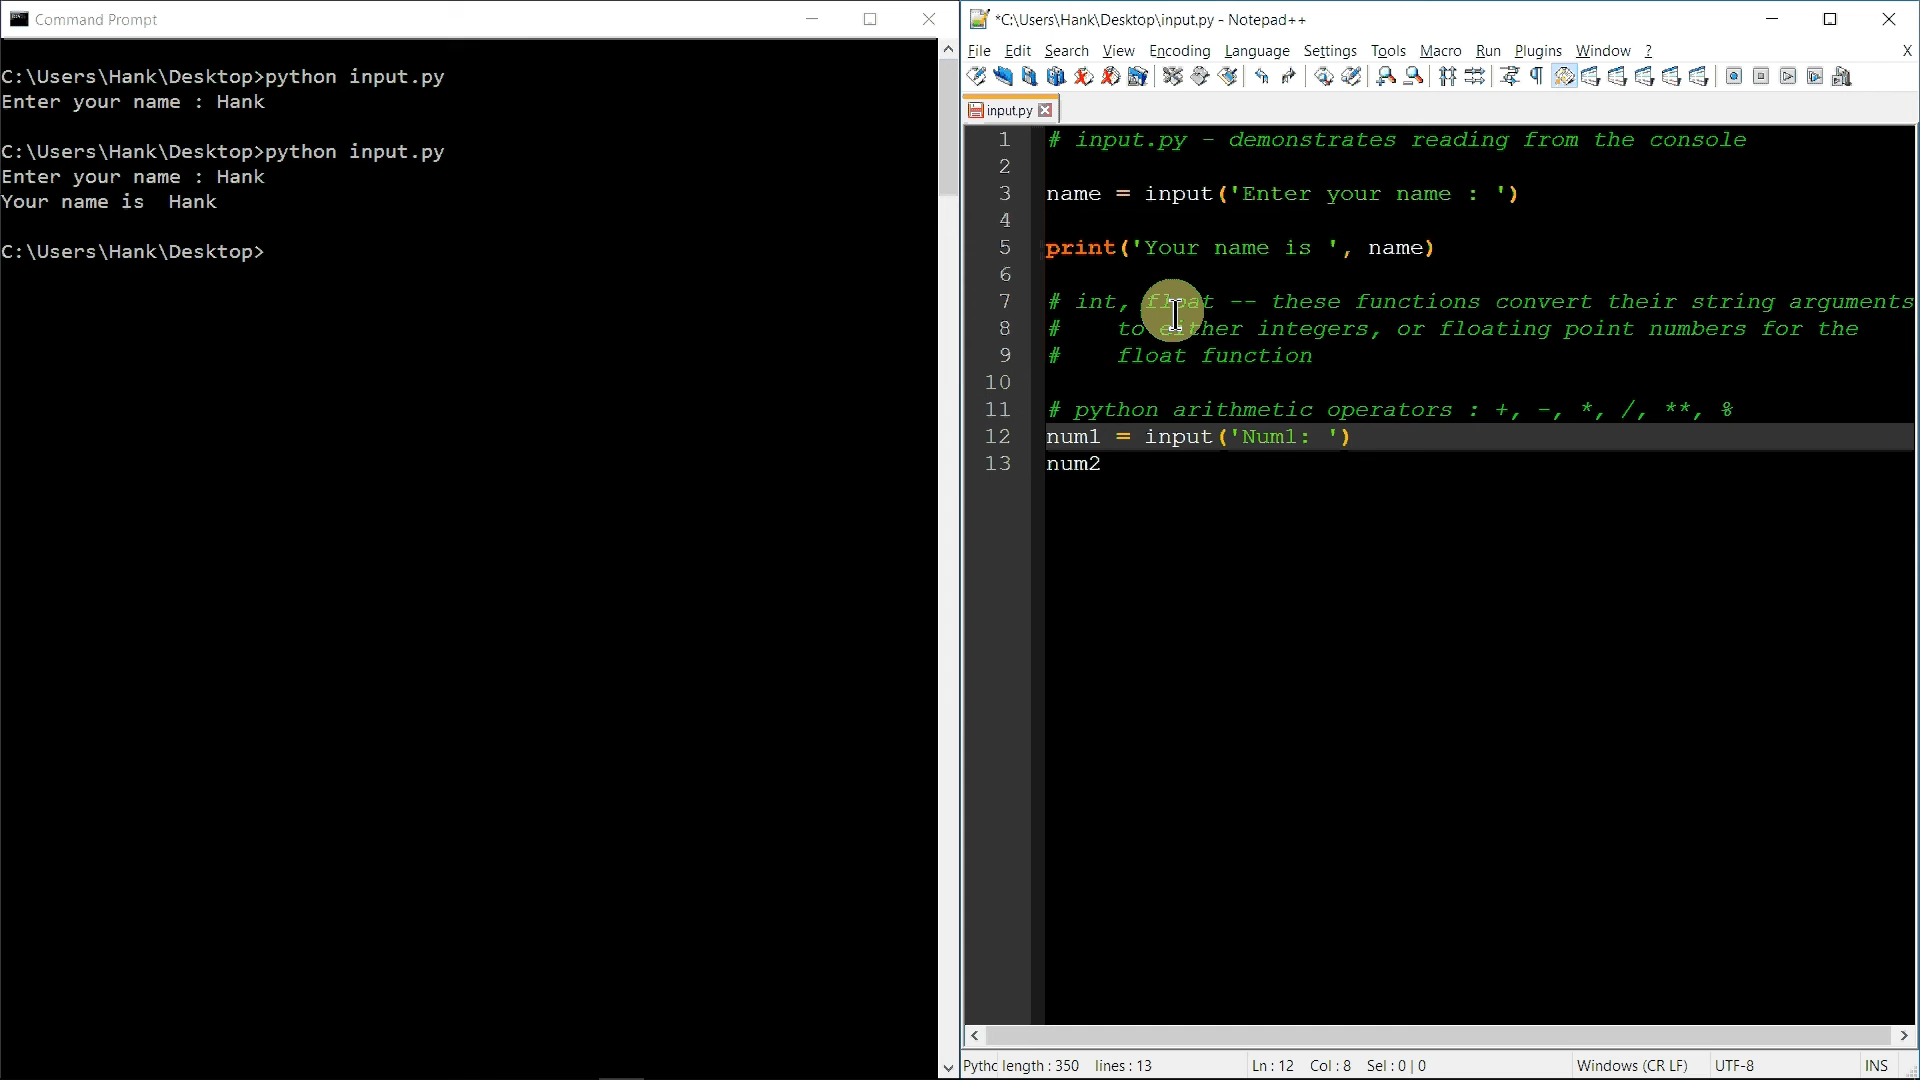 Command Prompt
C:\Users\Hank\Desktop>python input.py
Enter your name : Hank
C:\Users\Hank\Desktop>python input.py
Enter your name : Hank
Your name is  Hank
C:\Users\Hank\Desktop>
*C:\Users\Hank\Desktop\input.py - Notepad++
File Edit Search View Encoding Language Settings Tools Macro Run Plugins Window ? X
input.py
1 # input.py - demonstrates reading from the console
2
3 name = input('Enter your name : ')
4
5 print('Your name is ', name)
6
7 # int, float -- these functions convert their string arguments
8 #    to either integers, or floating point numbers for the
9 #    float function
10
11 # python arithmetic operators : +, -, *, /, **, %
12 num1 = input('Num1: ')
13 num2
Pythc length : 350 lines : 13 Ln : 12 Col : 8 Sel : 0 | 0 Windows (CR LF) UTF-8 INS